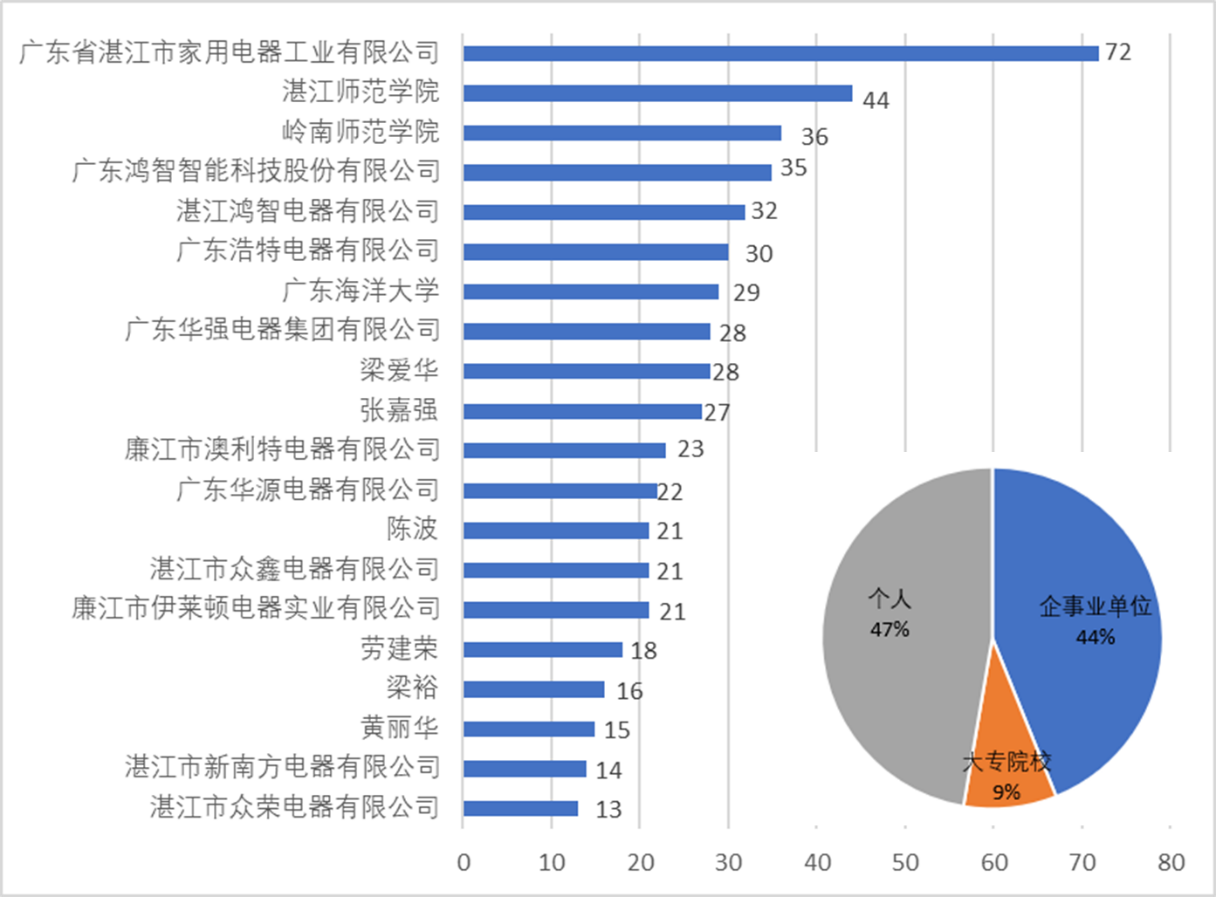 广东省湛江市家用电器工业有限公司 72
湛江师范学院 44
岭南师范学院 36
广东鸿智智能科技股份有限公司 35
湛江鸿智电器有限公司 32
广东浩特电器有限公司 30
广东海洋大学 29
广东华强电器集团有限公司 28
梁爱华 28
张嘉强 27
廉江市澳利特电器有限公司 23
广东华源电器有限公司 22
陈波 21
湛江市众鑫电器有限公司 21
廉江市伊莱顿电器实业有限公司 21
劳建荣 18
梁裕 16
黄丽华 15
湛江市新南方电器有限公司 14
湛江市众荣电器有限公司 13
0 10 20 30 40 50 60 70 80
个人
47%
企事业单位
44%
大专院校
9%